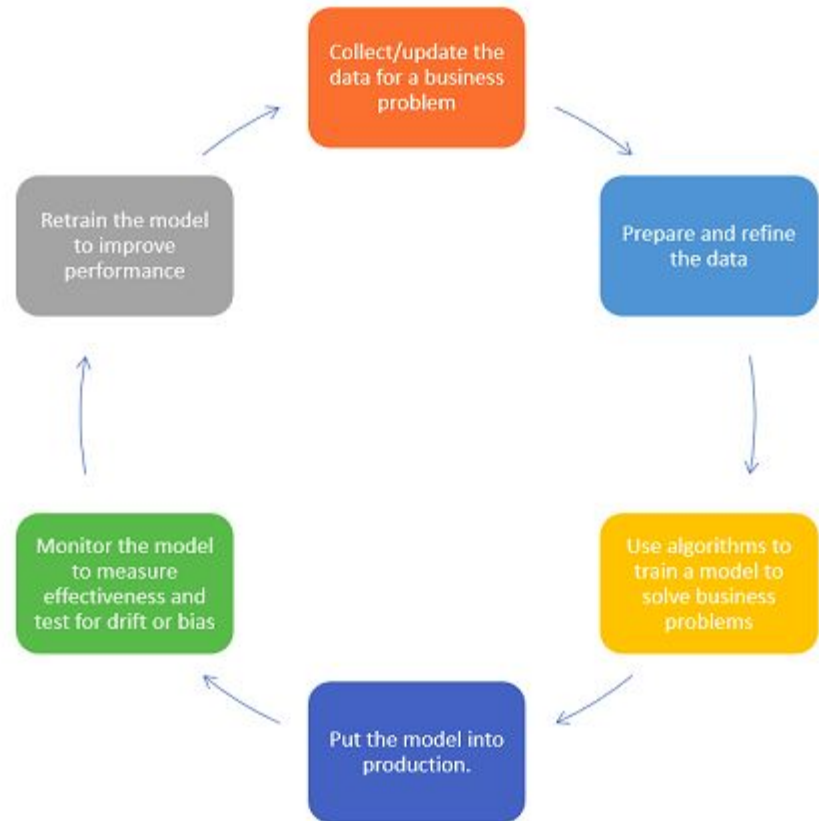 Collect/update the
data for a business
problem
Prepare and refine
the data
Use algorithms to
train a model to
solve business
problems
Put the model into
production.
Monitor the model
to measure
effectiveness and
test for drift or bias
Retrain the model
to improve
performance